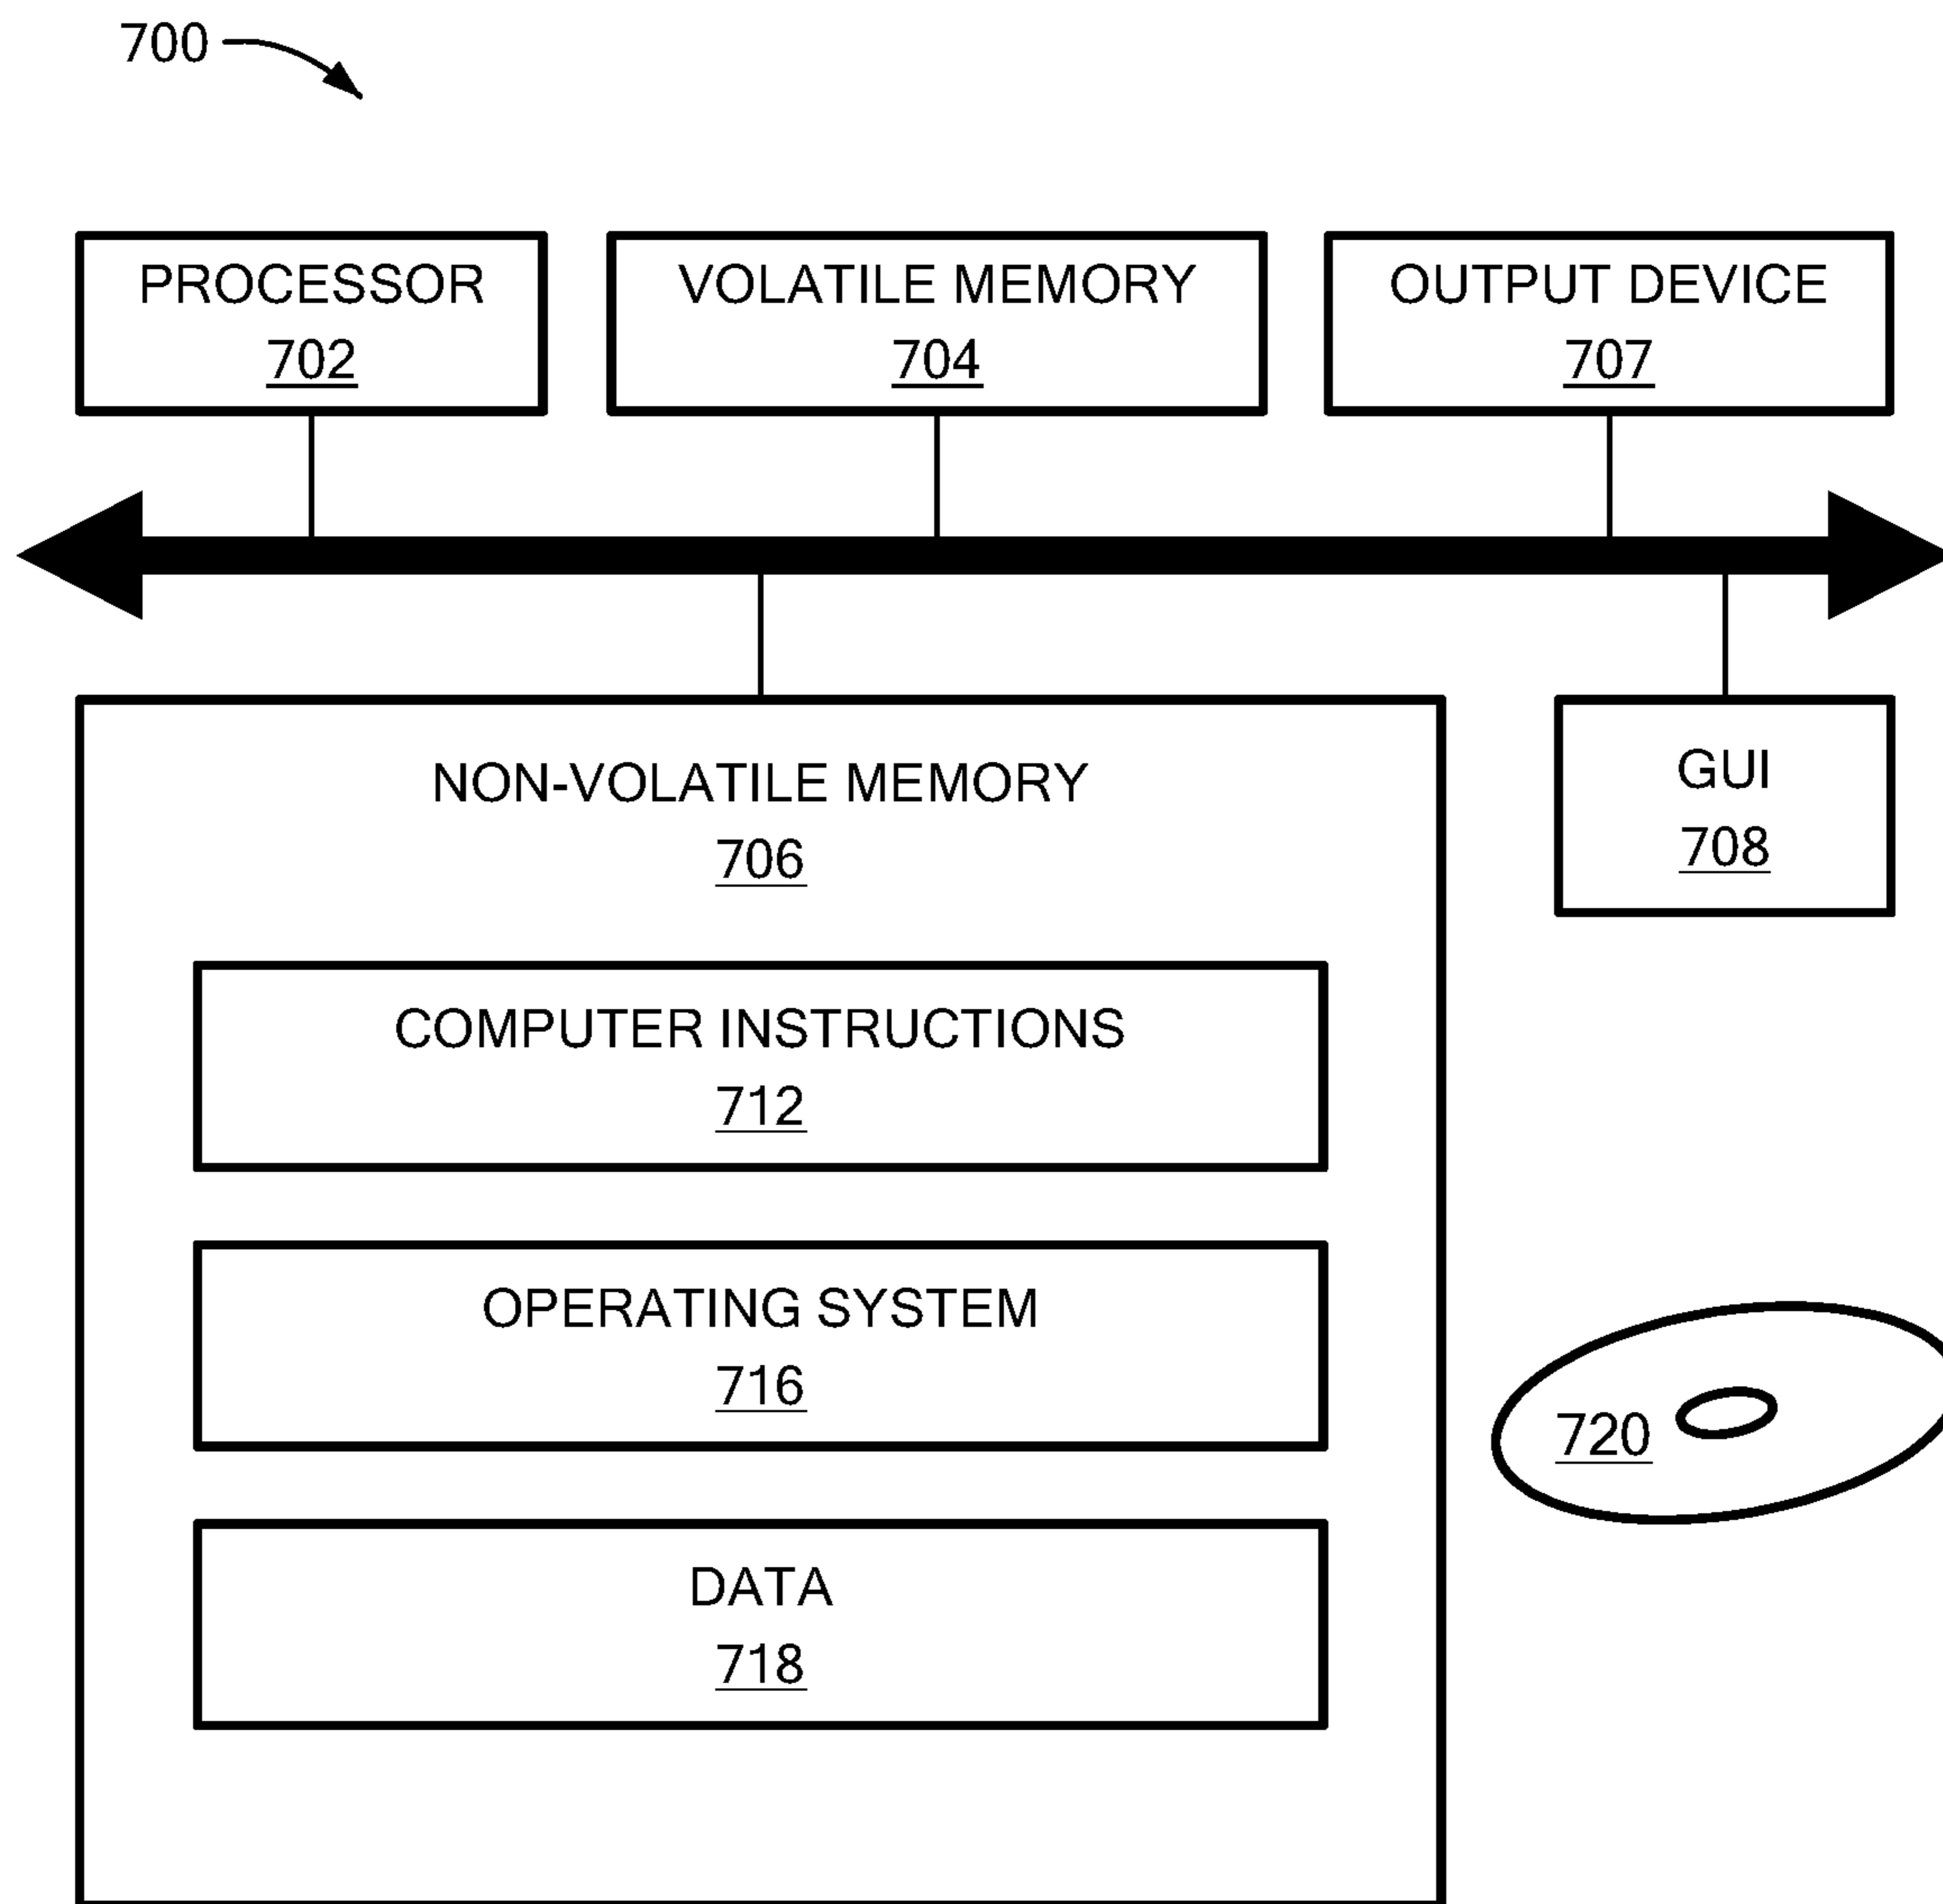 700
PROCESSOR
702
VOLATILE MEMORY
704
OUTPUT DEVICE
707
NON-VOLATILE MEMORY
706
GUI
708
COMPUTER INSTRUCTIONS
712
OPERATING SYSTEM
716
720
DATA
718